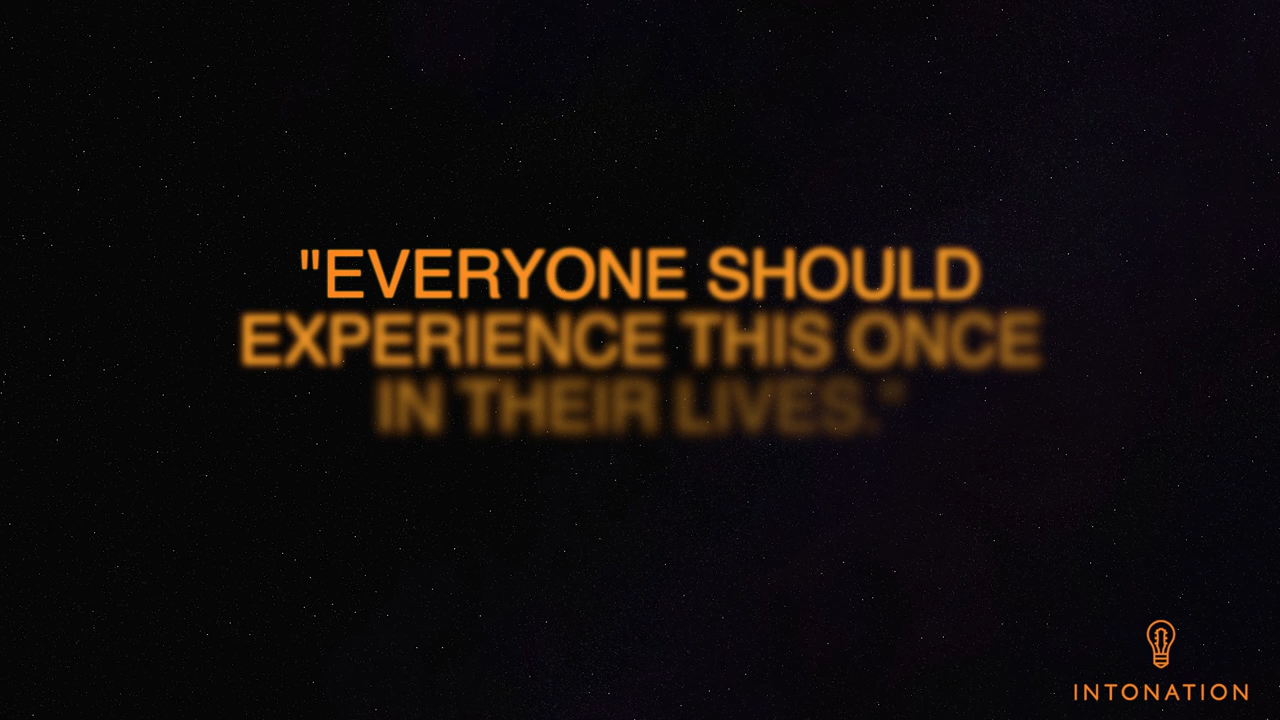 "EVERYONE SHOULD
EXPERIENCE THIS ONCE
IN THEIR LIVES."
INTONATION